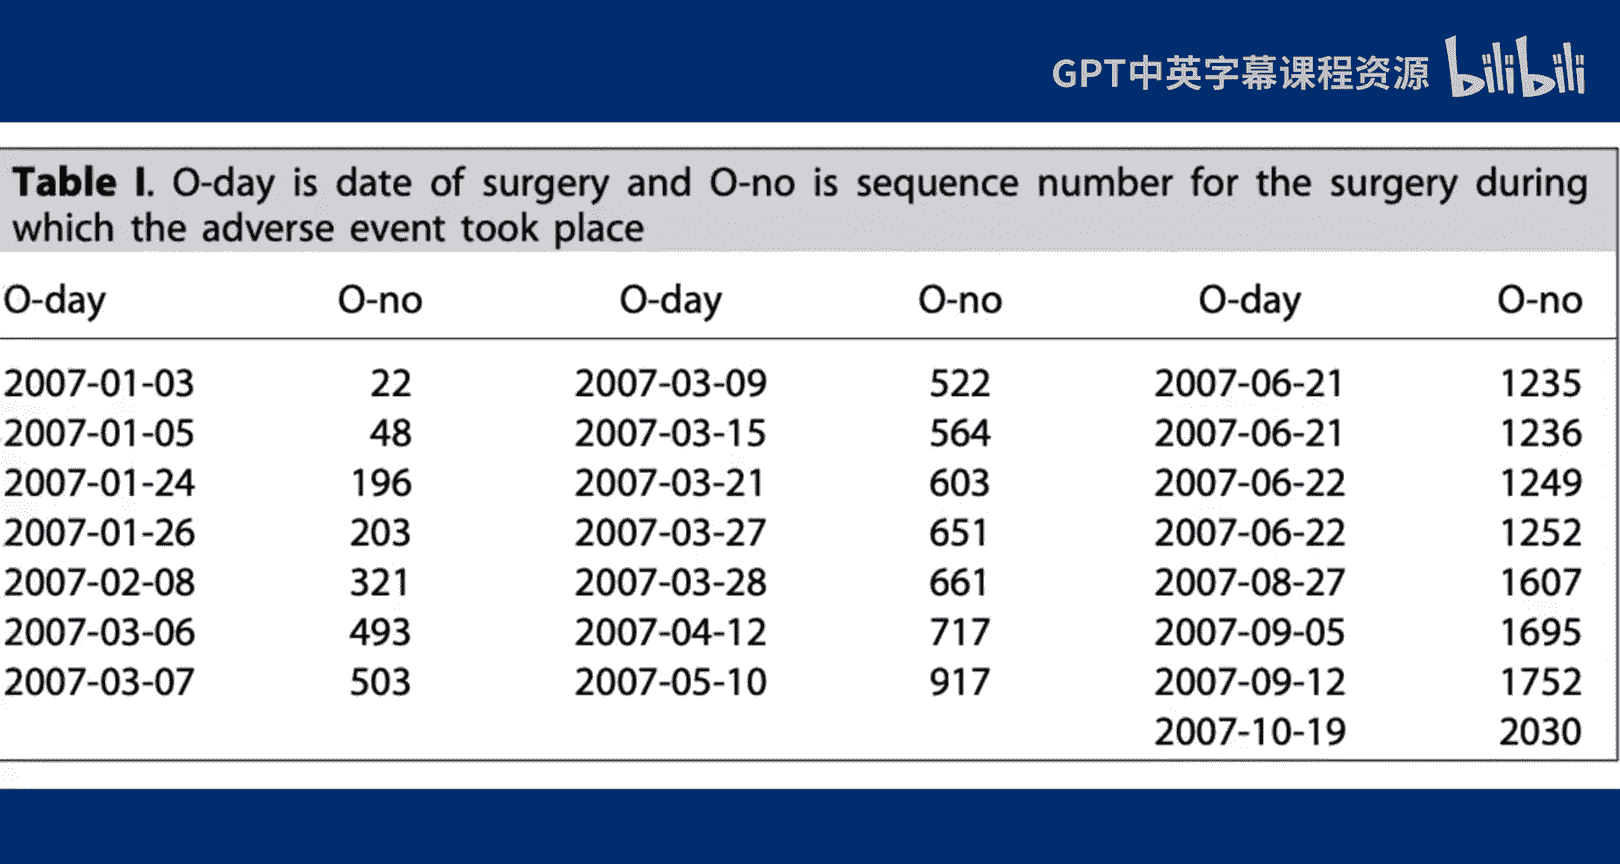 GPT中英字幕课程资源 bilibili
Table I. O-day is date of surgery and O-no is sequence number for the surgery during
which the adverse event took place
O-day O-no O-day O-no O-day O-no
2007-01-03 22 2007-03-09 522 2007-06-21 1235
2007-01-05 48 2007-03-15 564 2007-06-21 1236
2007-01-24 196 2007-03-21 603 2007-06-22 1249
2007-01-26 203 2007-03-27 651 2007-06-22 1252
2007-02-08 321 2007-03-28 661 2007-08-27 1607
2007-03-06 493 2007-04-12 717 2007-09-05 1695
2007-03-07 503 2007-05-10 917 2007-09-12 1752
2007-10-19 2030